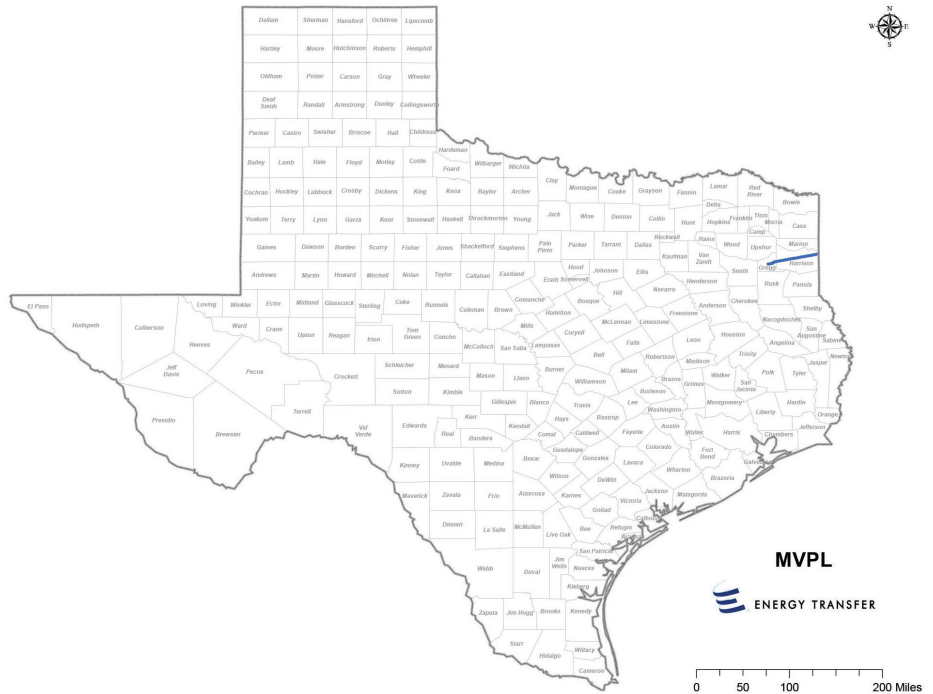 N
W E
S
Dallam Sherman Hansford Ochiltree Lipscomb
Hartley Moore Hutchinson Roberts Hemphill
Oldham Potter Carson Gray Wheeler
Deaf Smith Randall Armstrong Donley Collingsworth
Parmer Castro Swisher Briscoe Hall Childress
Hardeman
Bailey Lamb Hale Floyd Motley Cottle Foard Wilbarger Wichita
Clay Montague Cooke Grayson Fannin Lamar Red River Bowie
Cochran Hockley Lubbock Crosby Dickens King Knox Baylor Archer
Delta Hopkins Franklin Titus Morris Cass
Yoakum Terry Lynn Garza Kent Stonewall Haskell Throckmorton Young Jack Wise Denton Collin Hunt
Rockwall Rains Camp
Gaines Dawson Borden Scurry Fisher Jones Shackelford Stephens Palo Pinto Parker Tarrant Dallas Kaufman Van Zandt Wood Upshur Marion
Andrews Martin Howard Mitchell Nolan Taylor Callahan Eastland Erath Somervell Hood Johnson Ellis Henderson Smith Gregg Harrison
Navarro Rusk Panola
El Paso Hudspeth Culberson Loving Winkler Ector Midland Glasscock Sterling Coke Runnels Coleman Brown Comanche Hamilton Bosque Hill Freestone Anderson Cherokee Shelby
Reeves Ward Crane Upton Reagan Irion Tom Green Concho McCulloch San Saba Mills Lampasas Coryell McLennan Limestone Leon Houston Nacogdoches San Augustine Sabine
Angelina
Jeff Davis Pecos Crockett Schleicher Menard Mason Llano Burnet Bell Falls Robertson Madison Trinity Polk Tyler Jasper Newton
Sutton Kimble Williamson Milam Brazos Grimes Walker San Jacinto
Presidio Brewster Terrell Val Verde Edwards Real Kerr Gillespie Blanco Travis Lee Burleson Washington Montgomery Liberty Hardin Orange
Bandera Kendall Hays Comal Caldwell Bastrop Fayette Austin Waller Harris Chambers Jefferson
Kinney Uvalde Medina Bexar Guadalupe Gonzales Lavaca Colorado Fort Bend Galveston
Wharton Brazoria
Maverick Zavala Frio Atascosa Wilson Karnes DeWitt Victoria Jackson Matagorda
Dimmit La Salle McMullen Live Oak Bee Goliad Refugio Calhoun Aransas
San Patricio
Webb Duval Jim Wells Nueces
Kleberg
Zapata Jim Hogg Brooks Kenedy
Starr Hidalgo Willacy
Cameron
MVPL
ENERGY TRANSFER
0 50 100 200 Miles